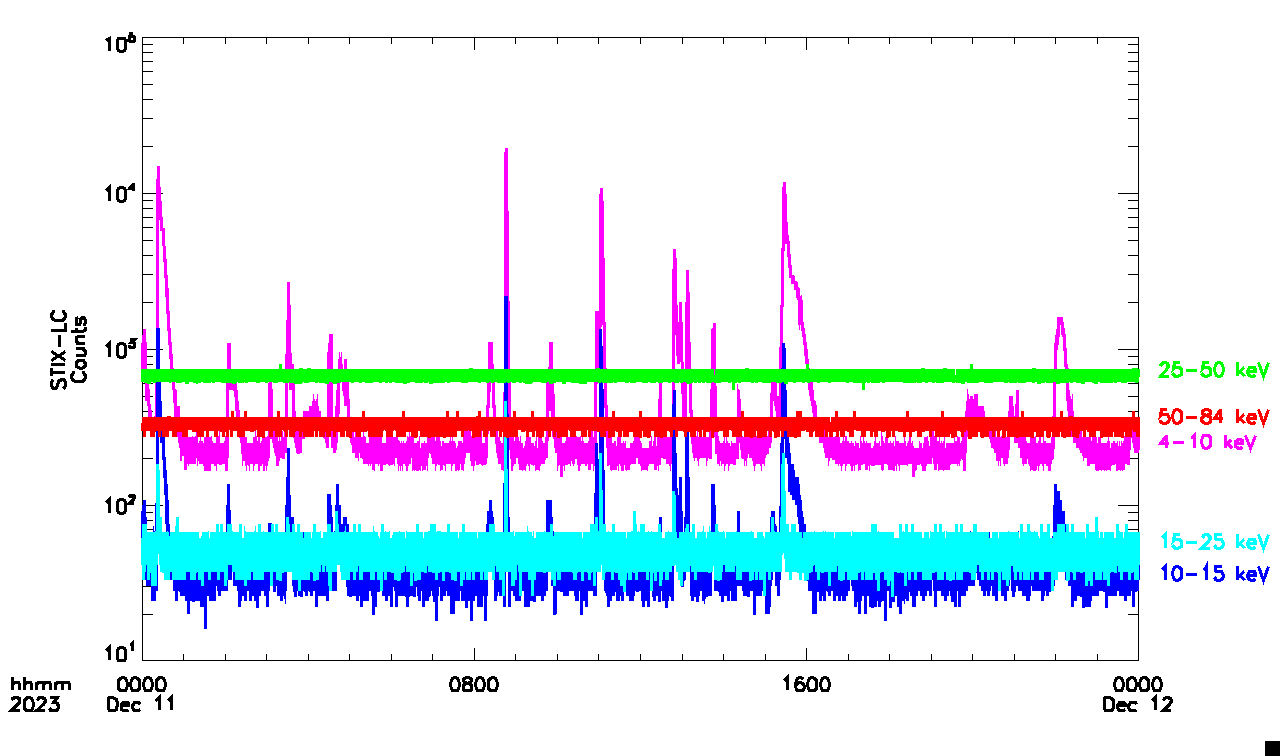 10^6
10^4
10^3
10^2
10^1
STIX-LC
Counts
25-50 keV
50-84 keV
4-10 keV
15-25 keV
10-15 keV
hhmm 0000 0800 1600 0000
2023 Dec 11 Dec 12